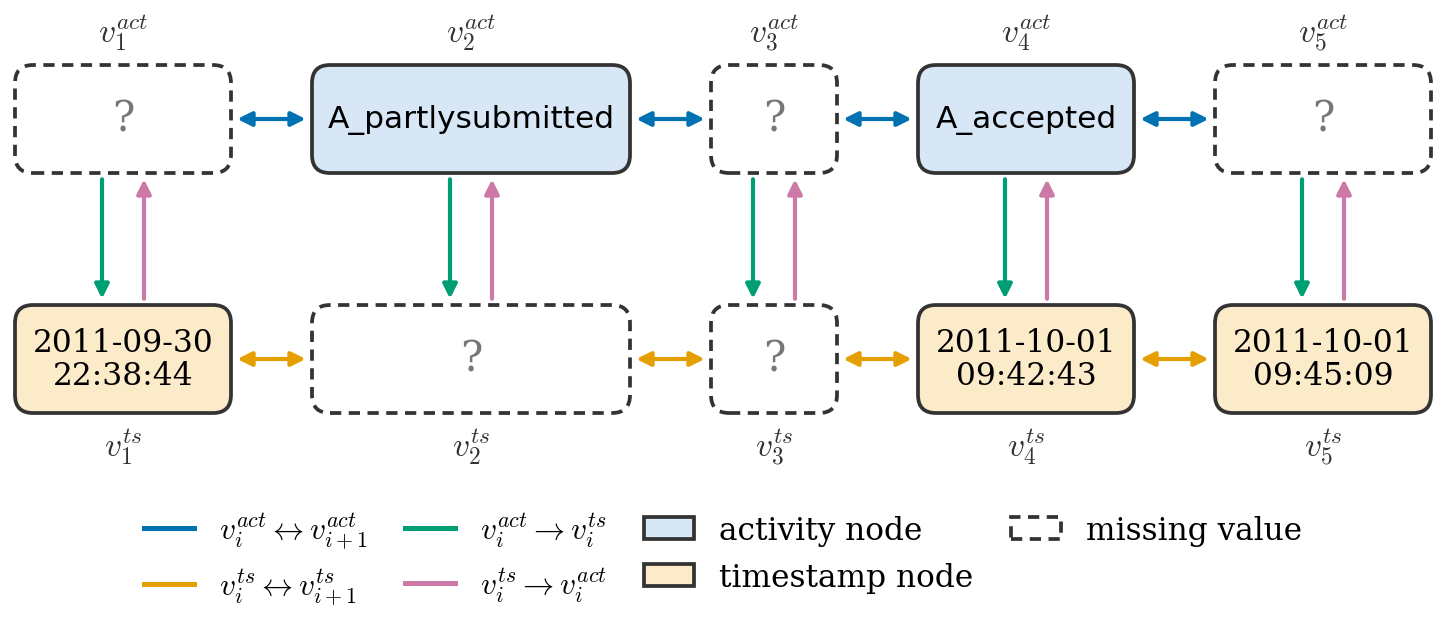 v_1^{act} v_2^{act} v_3^{act} v_4^{act} v_5^{act}
? A_partlysubmitted ? A_accepted ?
2011-09-30 2011-10-01 2011-10-01
? ?
22:38:44 09:42:43 09:45:09
v_1^{ts} v_2^{ts} v_3^{ts} v_4^{ts} v_5^{ts}
v_i^{act} ↔ v_{i+1}^{act} v_i^{act} → v_i^{ts} activity node missing value
v_i^{ts} ↔ v_{i+1}^{ts} v_i^{ts} → v_i^{act} timestamp node